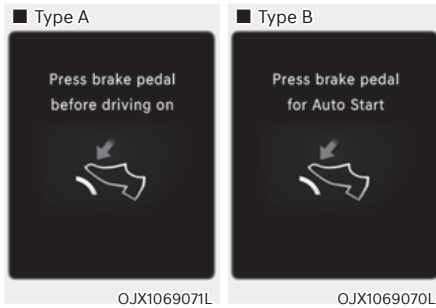 ■ Type A
Press brake pedal
before driving on
OJX1069071L
■ Type B
Press brake pedal
for Auto Start
OJX1069070L